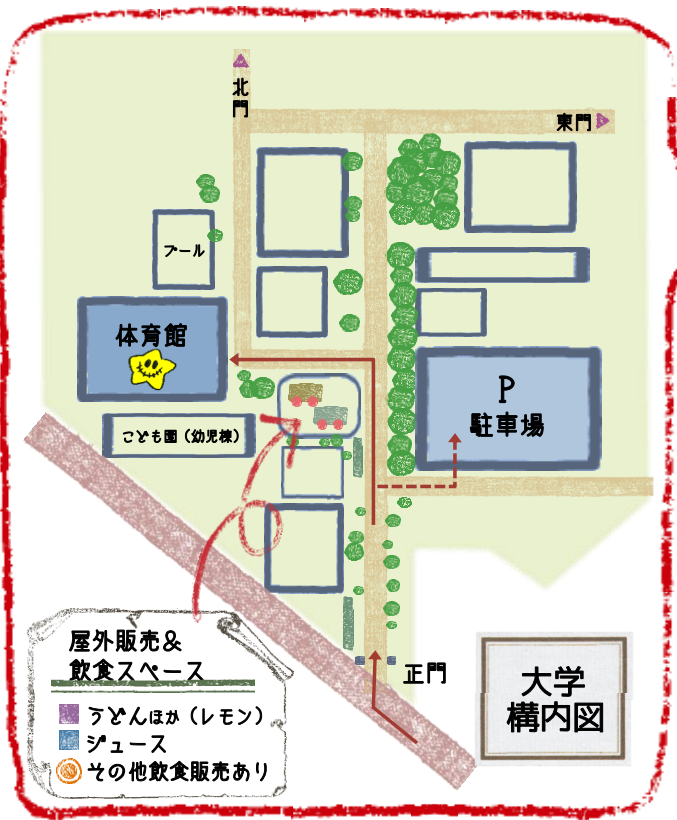 北
門
東門
プール
体育館
P
駐車場
こども園(幼児棟)
屋外販売&
飲食スペース
うどんほか(レモン)
ジュース
その他飲食販売あり
正門
大学
構内図